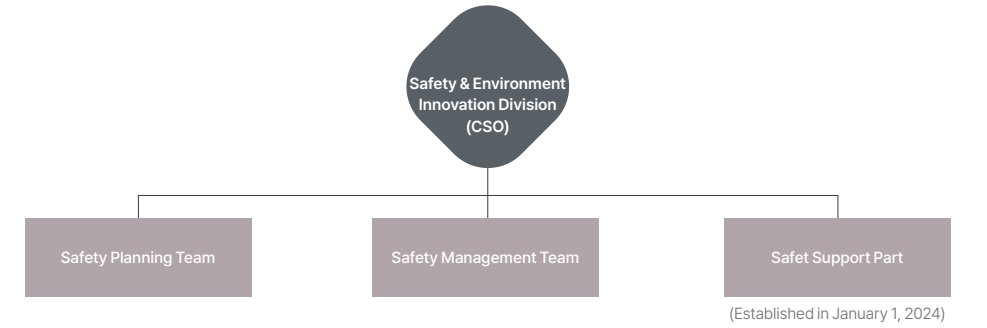 Safety & Environment
Innovation Division
(CSO)
Safety Planning Team
Safety Management Team
Safet Support Part
(Established in January 1, 2024)